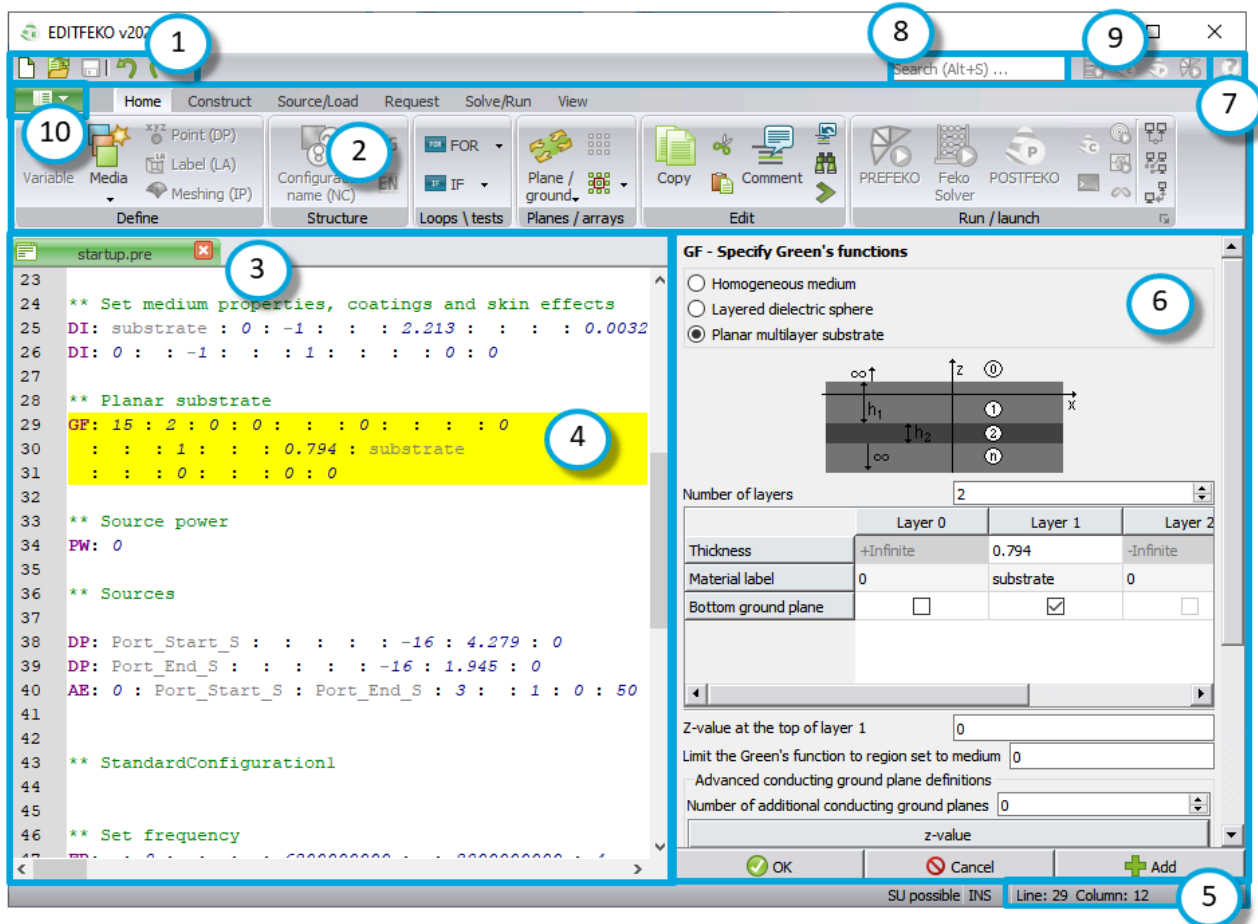 EDITFEKO v202
1
8
9
Search (Alt+S) ...
7
Home Construct Source/Load Request Solve/Run View
10
2
Variable
Media
XYZ Point (DP)
Label (LA)
Meshing (IP)
Define
Configura
name (NC)
EN
Structure
FOR FOR
IF IF
Loops \ tests
Plane /
ground
Planes / arrays
Copy
Comment
Edit
PREFEKO
Feko
Solver
POSTFEKO
Run / launch
startup.pre
3
23
24 ** Set medium properties, coatings and skin effects
25 DI: substrate : 0 : -1 : : : 2.213 : : : : 0.0032
26 DI: 0 : : -1 : : : 1 : : : : 0 : 0
27
28 ** Planar substrate
29 GF: 15 : 2 : 0 : 0 : : : 0 : : : : 0
30 : : : 1 : : : 0.794 : substrate
31 : : : 0 : : : 0 : 0
4
32
33 ** Source power
34 PW: 0
35
36 ** Sources
37
38 DP: Port_Start_S : : : : : -16 : 4.279 : 0
39 DP: Port_End_S : : : : : -16 : 1.945 : 0
40 AE: 0 : Port_Start_S : Port_End_S : 3 : : 1 : 0 : 50
41
42
43 ** StandardConfiguration1
44
45
46 ** Set frequency
GF - Specify Green's functions
Homogeneous medium
Layered dielectric sphere
Planar multilayer substrate
6
∞ z 0
x
h1 1
h2 2
∞ n
Number of layers 2
Layer 0 Layer 1 Layer 2
Thickness +Infinite 0.794 -Infinite
Material label 0 substrate 0
Bottom ground plane
Z-value at the top of layer 1 0
Limit the Green's function to region set to medium 0
Advanced conducting ground plane definitions
Number of additional conducting ground planes 0
z-value
OK Cancel Add
SU possible INS Line: 29 Column: 12
5